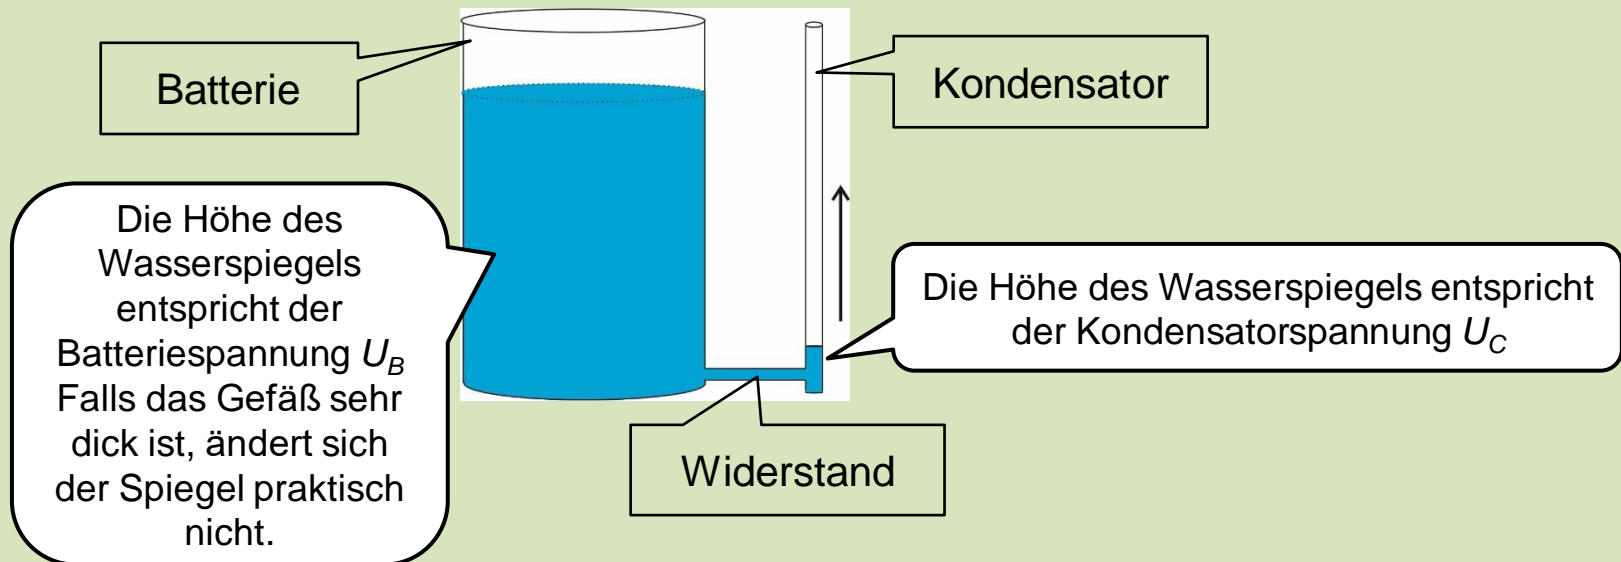 Batterie
Kondensator
Die Höhe des
Wasserspiegels
entspricht der
Batteriespannung U_B
Falls das Gefäß sehr
dick ist, ändert sich
der Spiegel praktisch
nicht.
Die Höhe des Wasserspiegels entspricht
der Kondensatorspannung U_C
Widerstand